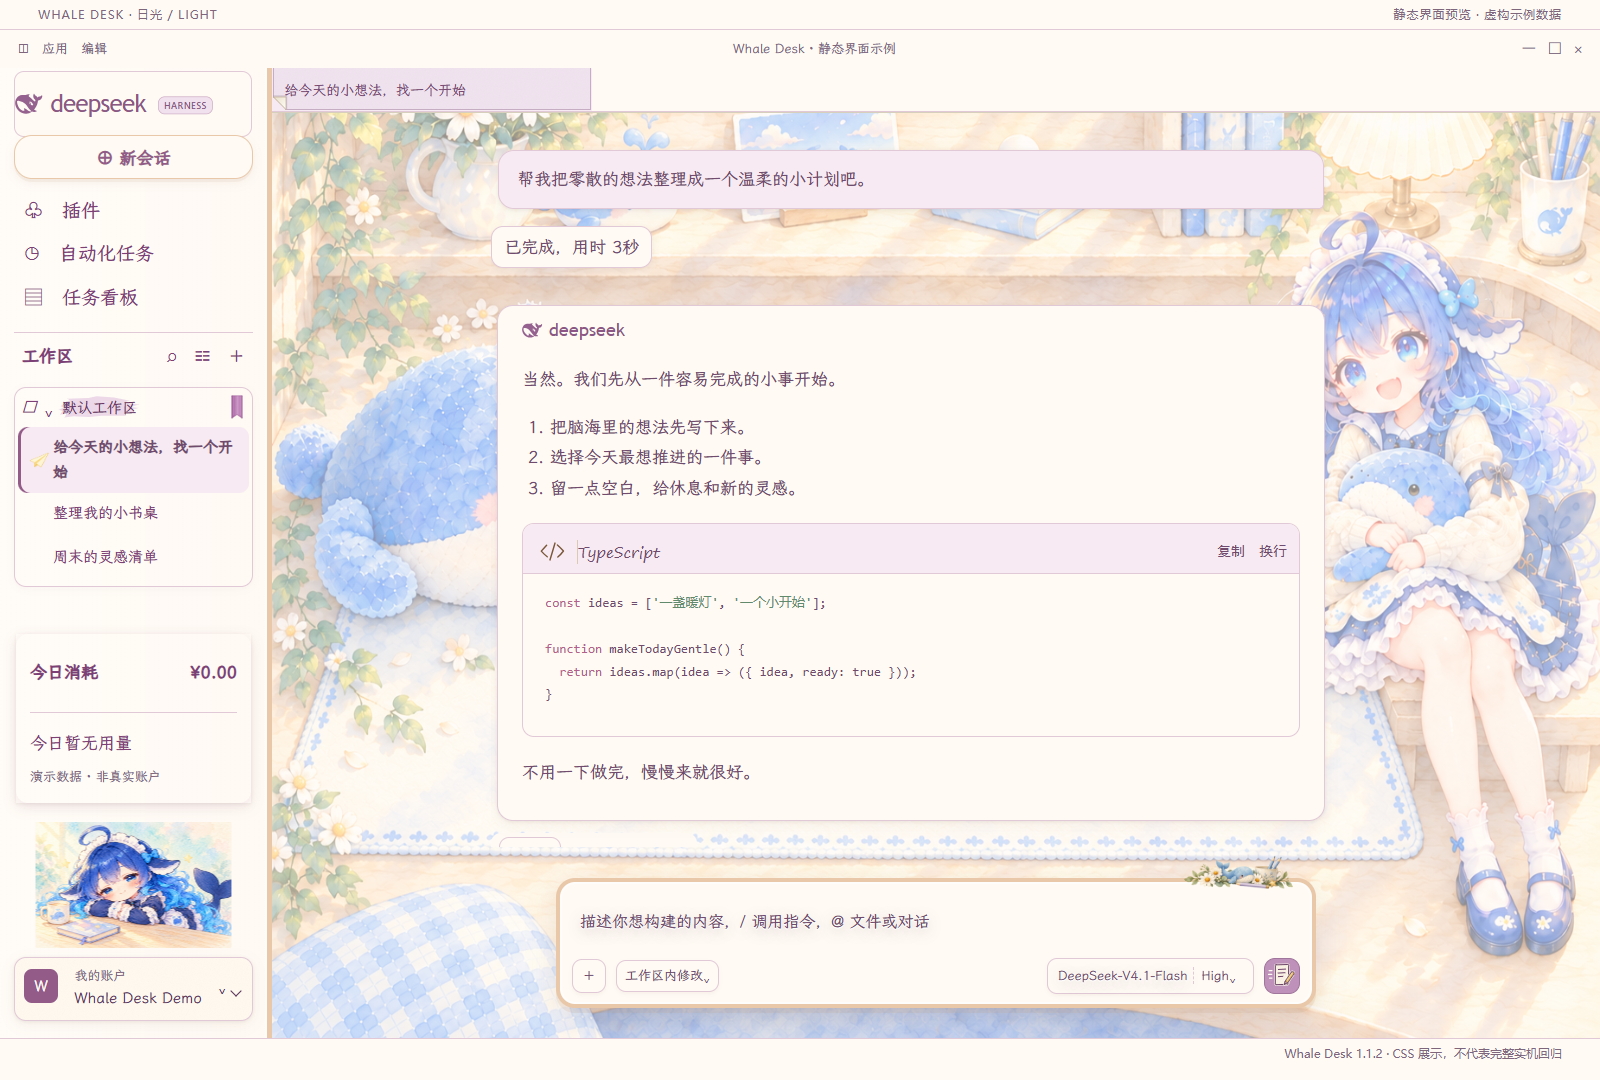 WHALE DESK · 日光 / LIGHT
静态界面预览 · 虚构示例数据
应用 编辑
Whale Desk · 静态界面示例
deepseek HARNESS
新会话
插件
自动化任务
任务看板
工作区
默认工作区
给今天的小想法，找一个开
始
整理我的小书桌
周末的灵感清单
今日消耗 ¥0.00
今日暂无用量
演示数据 · 非真实账户
W
我的账户
Whale Desk Demo
给今天的小想法，找一个开始
帮我把零散的想法整理成一个温柔的小计划吧。
已完成，用时 3秒
deepseek
当然。我们先从一件容易完成的小事开始。
1. 把脑海里的想法先写下来。
2. 选择今天最想推进的一件事。
3. 留一点空白，给休息和新的灵感。
</> TypeScript 复制 换行
const ideas = ['一盏暖灯', '一个小开始'];
function makeTodayGentle() {
return ideas.map(idea => ({ idea, ready: true }));
}
不用一下做完，慢慢来就很好。
描述你想构建的内容，/ 调用指令，@ 文件或对话
+ 工作区内修改 DeepSeek-V4.1-Flash High
Whale Desk 1.1.2 · CSS 展示，不代表完整实机回归